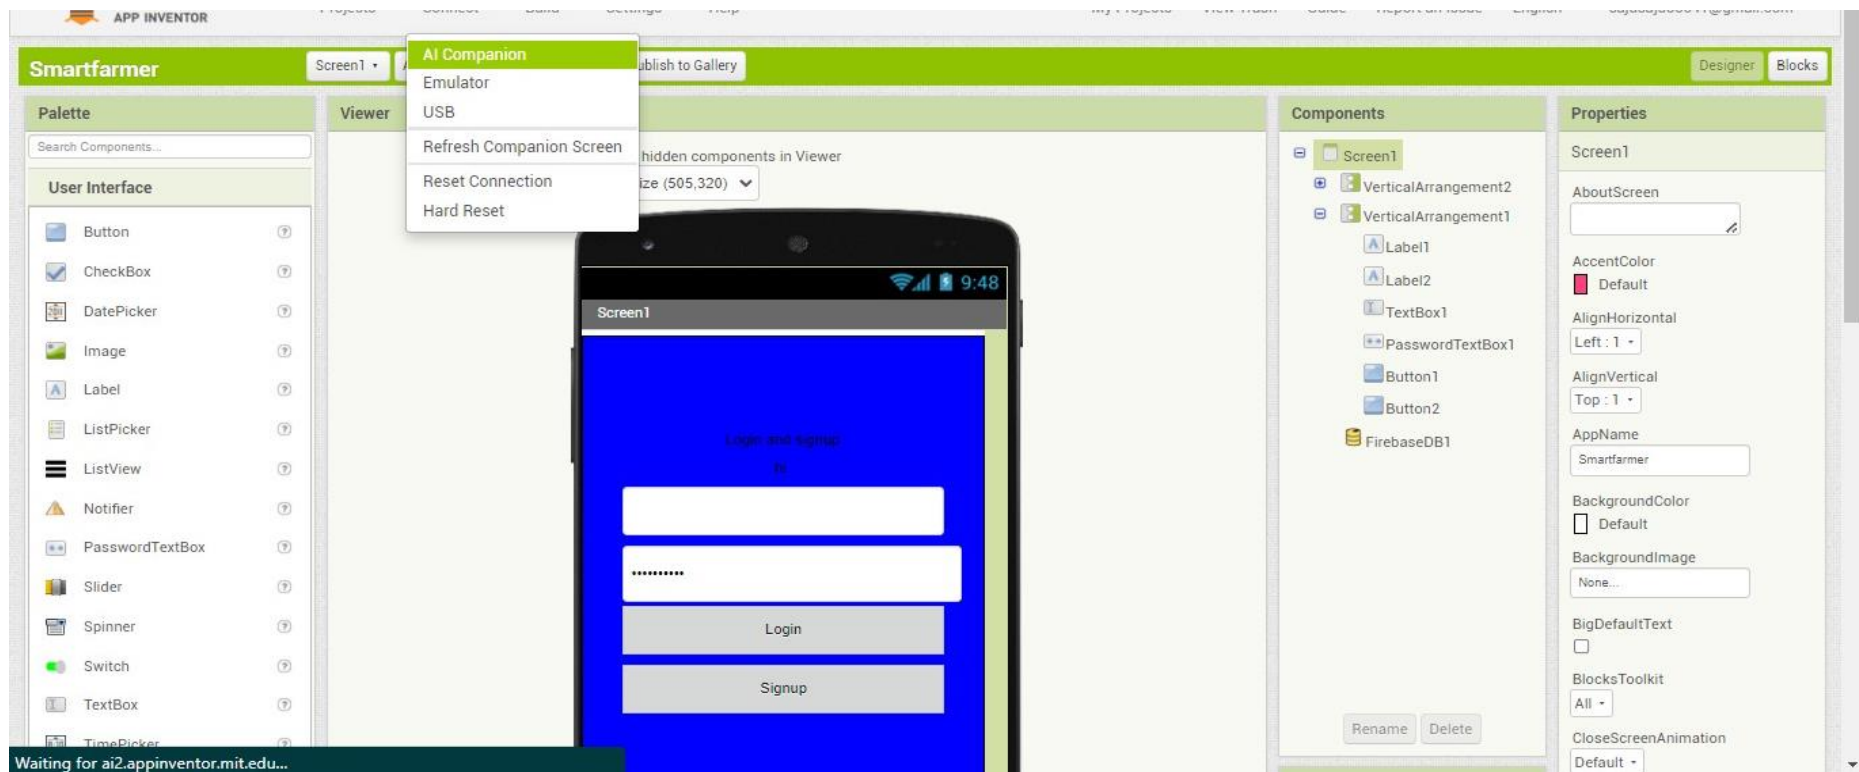 APP INVENTOR
Smartfarmer
Screen1
AI Companion
Emulator
USB
Refresh Companion Screen
Reset Connection
Hard Reset
ublish to Gallery
Designer
Blocks
Palette
Search Components...
User Interface
Button
CheckBox
DatePicker
Image
Label
ListPicker
ListView
Notifier
PasswordTextBox
Slider
Spinner
Switch
TextBox
TimePicker
Waiting for ai2.appinventor.mit.edu...
Viewer
hidden components in Viewer
ize (505,320)
9:48
Screen1
Login and signup
••••••••••
Login
Signup
Components
Screen1
VerticalArrangement2
VerticalArrangement1
Label1
Label2
TextBox1
PasswordTextBox1
Button1
Button2
FirebaseDB1
Rename
Delete
Properties
Screen1
AboutScreen
AccentColor
Default
AlignHorizontal
Left : 1
AlignVertical
Top : 1
AppName
Smartfarmer
BackgroundColor
Default
BackgroundImage
None...
BigDefaultText
BlocksToolkit
All
CloseScreenAnimation
Default